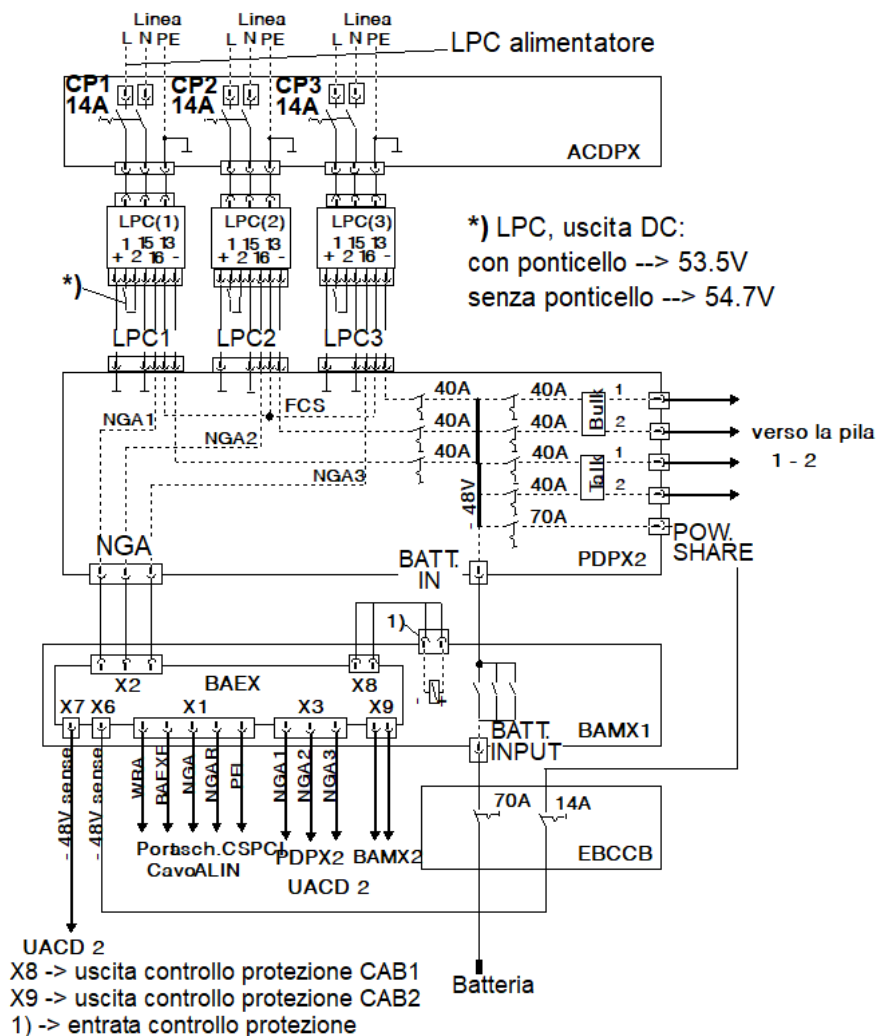 Linea Linea Linea
L N PE L N PE L N PE
LPC alimentatore
CP1 CP2 CP3
14A 14A 14A
ACDPX
LPC(1) LPC(2) LPC(3)
1 15 13 1 15 13 1 15 13
+ 2 16 - + 2 16 - + 2 16 -
*) LPC, uscita DC:
con ponticello --> 53.5V
senza ponticello --> 54.7V
*)
LPC1 LPC2 LPC3
40A 40A 1
FCS
Bulk
NGA1
40A 40A 2
verso la pila
NGA2
40A 40A 1
1 - 2
Talk
NGA3
40A 2
- 48V
70A
POW.
SHARE
NGA
BATT.
IN
PDPX2
1)
X2 BAEX X8
- +
X7 X6 X1 X3 X9
BATT.
INPUT
BAMX1
- 48V sense
- 48V sense
WRA
BAEXE
NGA
NGAR
PFI
NGA1
NGA2
NGA3
70A 14A
Portasch.CSPCI
CavoALIN
PDPX2 BAMX2
UACD 2
EBCCB
UACD 2
X8 -> uscita controllo protezione CAB1
X9 -> uscita controllo protezione CAB2
1) -> entrata controllo protezione
Batteria